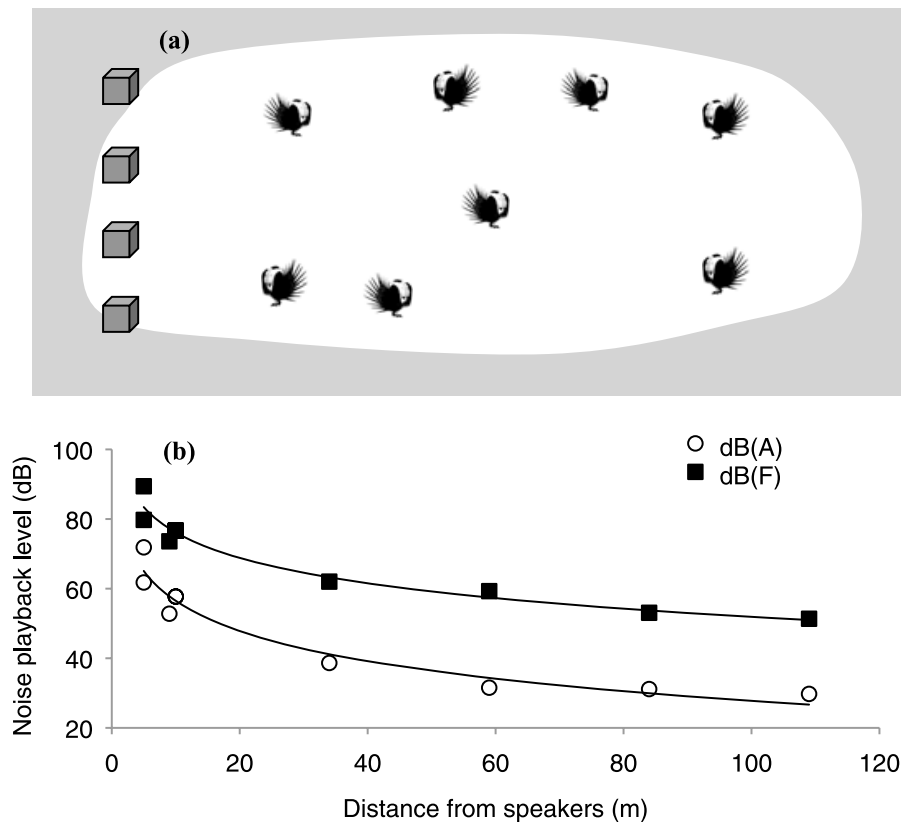 (a)
(b)
dB(A)
dB(F)
Noise playback level (dB)
100
80
60
40
20
0 20 40 60 80 100 120
Distance from speakers (m)